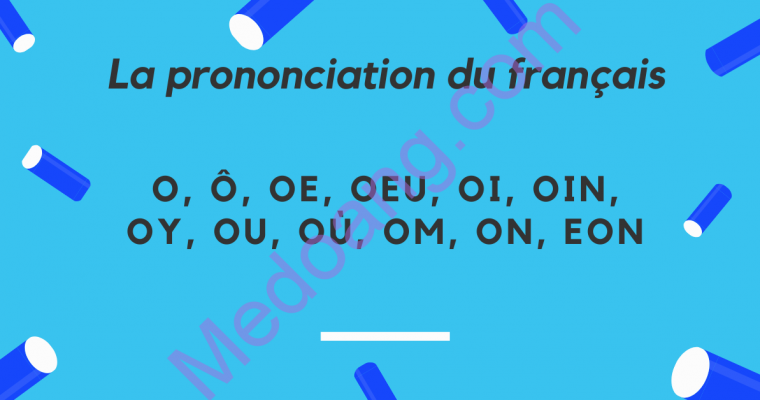 La prononciation du français
O, Ô, OE, OEU, OI, OIN,
OY, OU, OÙ, OM, ON, EON
Medoang.com